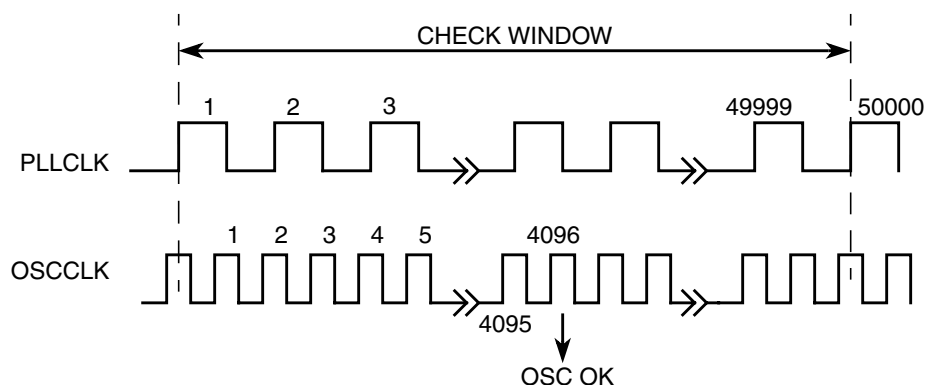 CHECK WINDOW
1 2 3 49999 50000
PLLCLK
1 2 3 4 5 4096
OSCCLK
4095
OSC OK